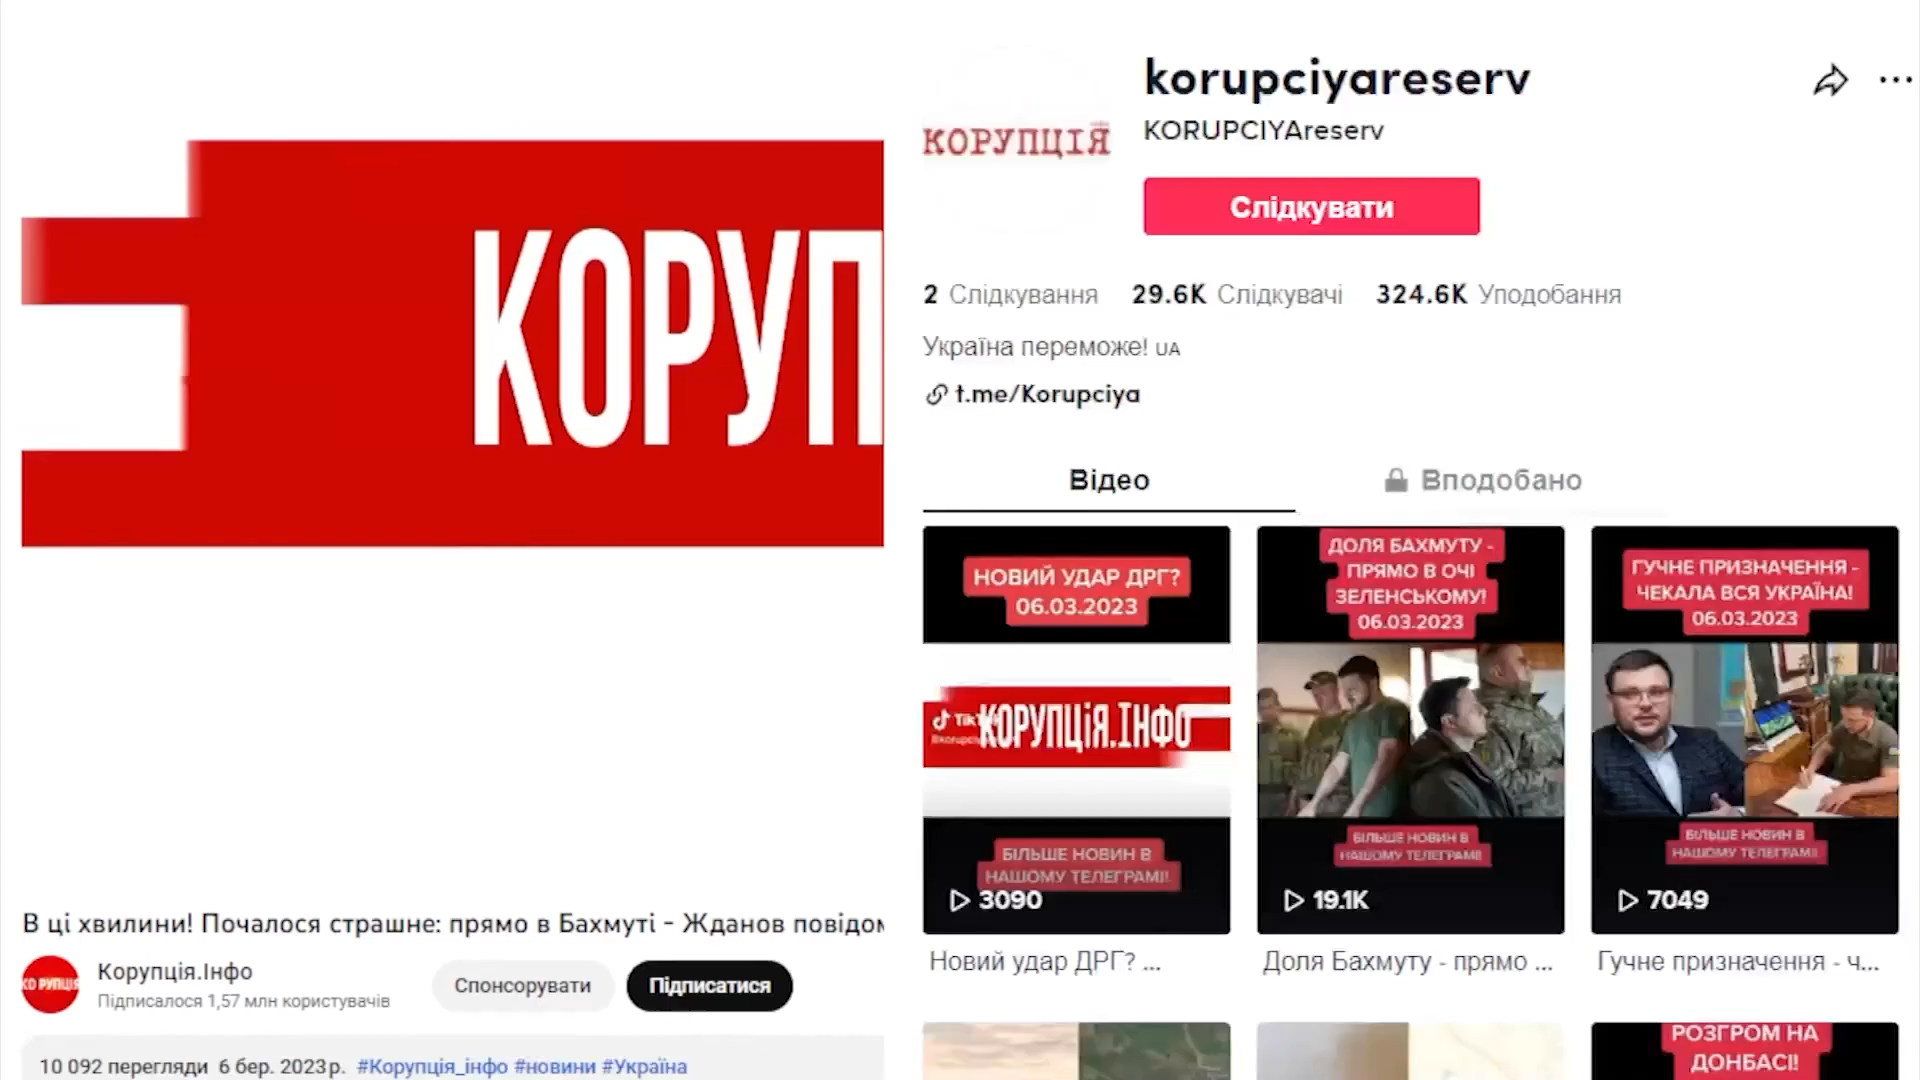 КОРУП
В ці хвилини! Почалося страшне: прямо в Бахмуті - Жданов повідом
КОРУПЦІЯ
Корупція.Інфо
Підписалося 1,57 млн користувачів
Спонсорувати
Підписатися
10 092 перегляди 6 бер. 2023 р. #Корупція_інфо #новини #Україна
КОРУПЦІЯ
korupciyareserv
KORUPCIYAreserv
Слідкувати
2 Слідкування 29.6K Слідкувачі 324.6K Уподобання
Україна переможе! UA
t.me/Korupciya
Відео
Вподобано
НОВИЙ УДАР ДРГ?
06.03.2023
TikT
КОРУПЦіЯ.ІНФО
БІЛЬШЕ НОВИН В
НАШОМУ ТЕЛЕГРАМІ!
3090
Новий удар ДРГ? ...
ДОЛЯ БАХМУТУ -
ПРЯМО В ОЧІ
ЗЕЛЕНСЬКОМУ!
06.03.2023
БІЛЬШЕ НОВИН В
НАШОМУ ТЕЛЕГРАМІ!
19.1K
Доля Бахмуту - прямо ...
ГУЧНЕ ПРИЗНАЧЕННЯ -
ЧЕКАЛА ВСЯ УКРАЇНА!
06.03.2023
БІЛЬШЕ НОВИН В
НАШОМУ ТЕЛЕГРАМІ!
7049
Гучне призначення - ч...
РОЗГРОМ НА
ДОНБАСІ!